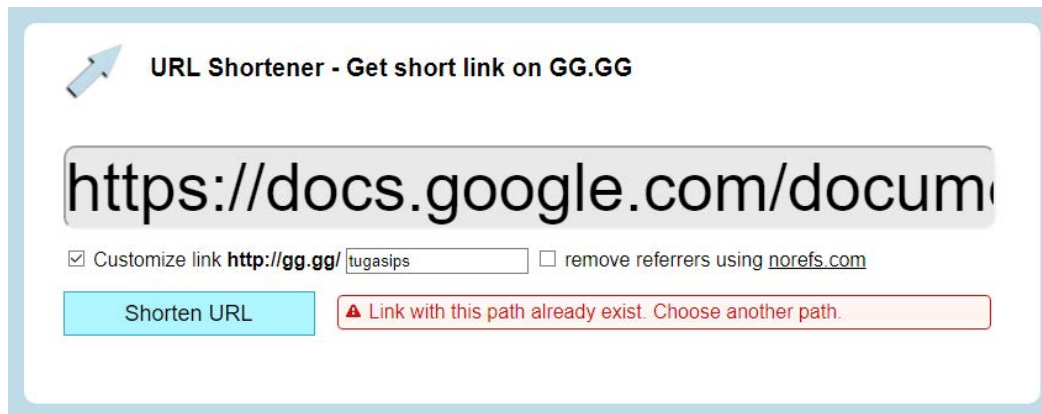 URL Shortener - Get short link on GG.GG
https://docs.google.com/docum
Customize link http://gg.gg/ tugasips remove referrers using norefs.com
Shorten URL Link with this path already exist. Choose another path.